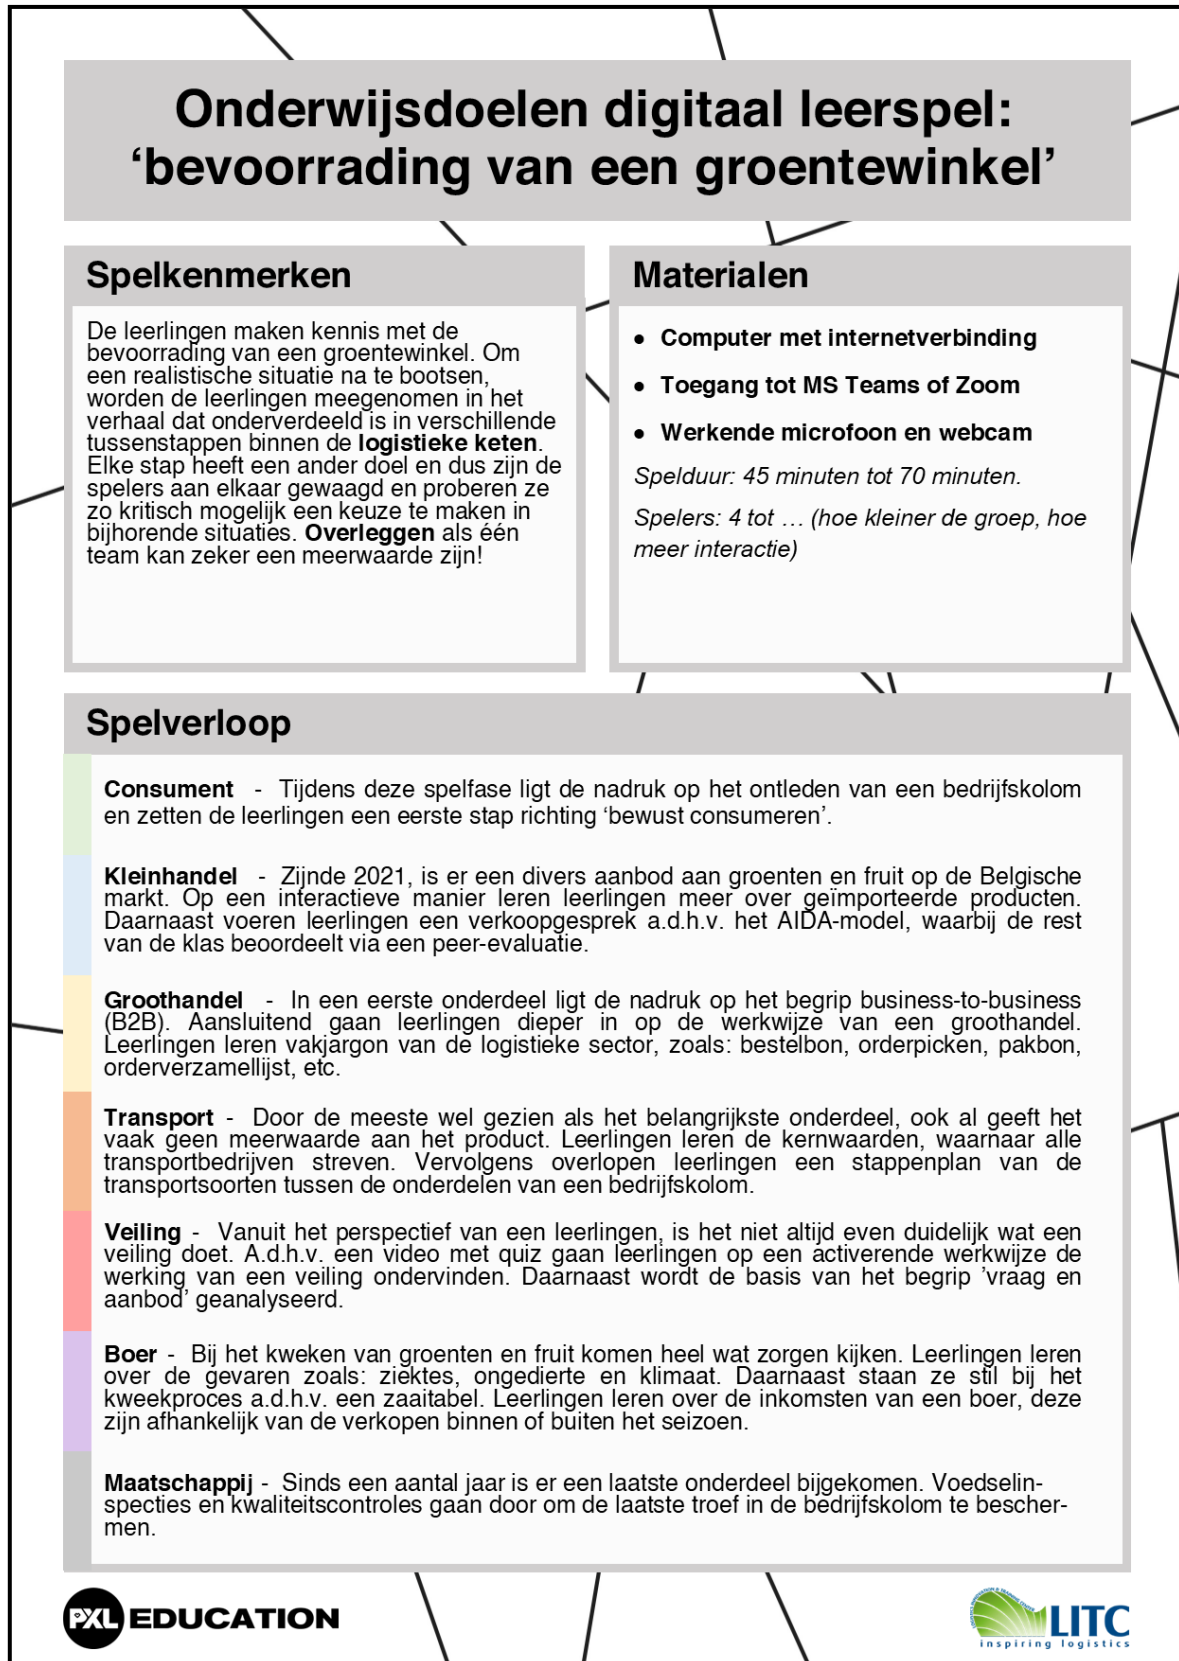 Onderwijsdoelen digitaal leerspel:
‘bevoorrading van een groentewinkel’
Spelkenmerken
De leerlingen maken kennis met de
bevoorrading van een groentewinkel. Om
een realistische situatie na te bootsen,
worden de leerlingen meegenomen in het
verhaal dat onderverdeeld is in verschillende
tussenstappen binnen de logistieke keten.
Elke stap heeft een ander doel en dus zijn de
spelers aan elkaar gewaagd en proberen ze
zo kritisch mogelijk een keuze te maken in
bijhorende situaties. Overleggen als één
team kan zeker een meerwaarde zijn!
Materialen
• Computer met internetverbinding
• Toegang tot MS Teams of Zoom
• Werkende microfoon en webcam
Spelduur: 45 minuten tot 70 minuten.
Spelers: 4 tot … (hoe kleiner de groep, hoe
meer interactie)
Spelverloop
Consument - Tijdens deze spelfase ligt de nadruk op het ontleden van een bedrijfskolom
en zetten de leerlingen een eerste stap richting ‘bewust consumeren’.
Kleinhandel - Zijnde 2021, is er een divers aanbod aan groenten en fruit op de Belgische
markt. Op een interactieve manier leren leerlingen meer over geïmporteerde producten.
Daarnaast voeren leerlingen een verkoopgesprek a.d.h.v. het AIDA-model, waarbij de rest
van de klas beoordeelt via een peer-evaluatie.
Groothandel - In een eerste onderdeel ligt de nadruk op het begrip business-to-business
(B2B). Aansluitend gaan leerlingen dieper in op de werkwijze van een groothandel.
Leerlingen leren vakjargon van de logistieke sector, zoals: bestelbon, orderpicken, pakbon,
orderverzamellijst, etc.
Transport - Door de meeste wel gezien als het belangrijkste onderdeel, ook al geeft het
vaak geen meerwaarde aan het product. Leerlingen leren de kernwaarden, waarnaar alle
transportbedrijven streven. Vervolgens overlopen leerlingen een stappenplan van de
transportsoorten tussen de onderdelen van een bedrijfskolom.
Veiling - Vanuit het perspectief van een leerlingen, is het niet altijd even duidelijk wat een
veiling doet. A.d.h.v. een video met quiz gaan leerlingen op een activerende werkwijze de
werking van een veiling ondervinden. Daarnaast wordt de basis van het begrip ’vraag en
aanbod’ geanalyseerd.
Boer - Bij het kweken van groenten en fruit komen heel wat zorgen kijken. Leerlingen leren
over de gevaren zoals: ziektes, ongedierte en klimaat. Daarnaast staan ze stil bij het
kweekproces a.d.h.v. een zaaitabel. Leerlingen leren over de inkomsten van een boer, deze
zijn afhankelijk van de verkopen binnen of buiten het seizoen.
Maatschappij - Sinds een aantal jaar is er een laatste onderdeel bijgekomen. Voedselin-
specties en kwaliteitscontroles gaan door om de laatste troef in de bedrijfskolom te bescher-
men.
PXL EDUCATION
LITC
inspiring logistics